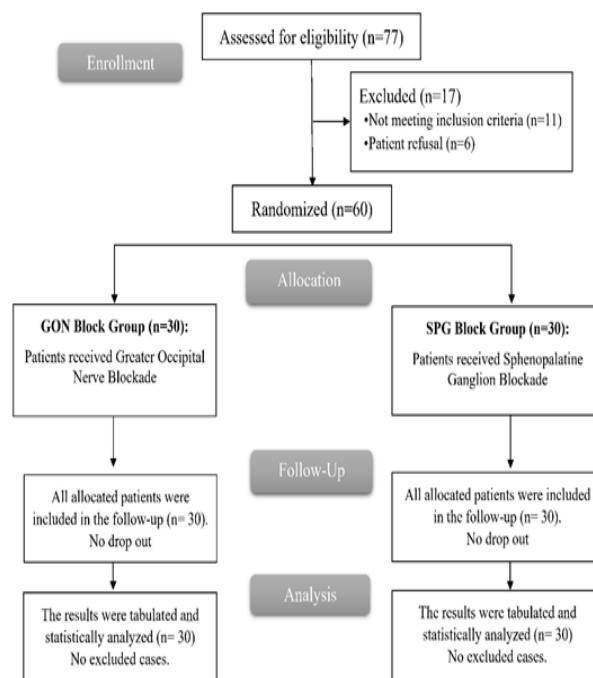 Assessed for eligibility (n=77)
Enrollment
Excluded (n=17)
•Not meeting inclusion criteria (n=11)
•Patient refusal (n=6)
Randomized (n=60)
Allocation
GON Block Group (n=30):
Patients received Greater Occipital
Nerve Blockade
SPG Block Group (n=30):
Patients received Sphenopalatine
Ganglion Blockade
Follow-Up
All allocated patients were
included in the follow-up (n= 30).
No drop out
All allocated patients were included
in the follow-up (n= 30).
No drop out
Analysis
The results were tabulated and
statistically analyzed (n= 30)
No excluded cases.
The results were tabulated and
statistically analyzed (n= 30)
No excluded cases.